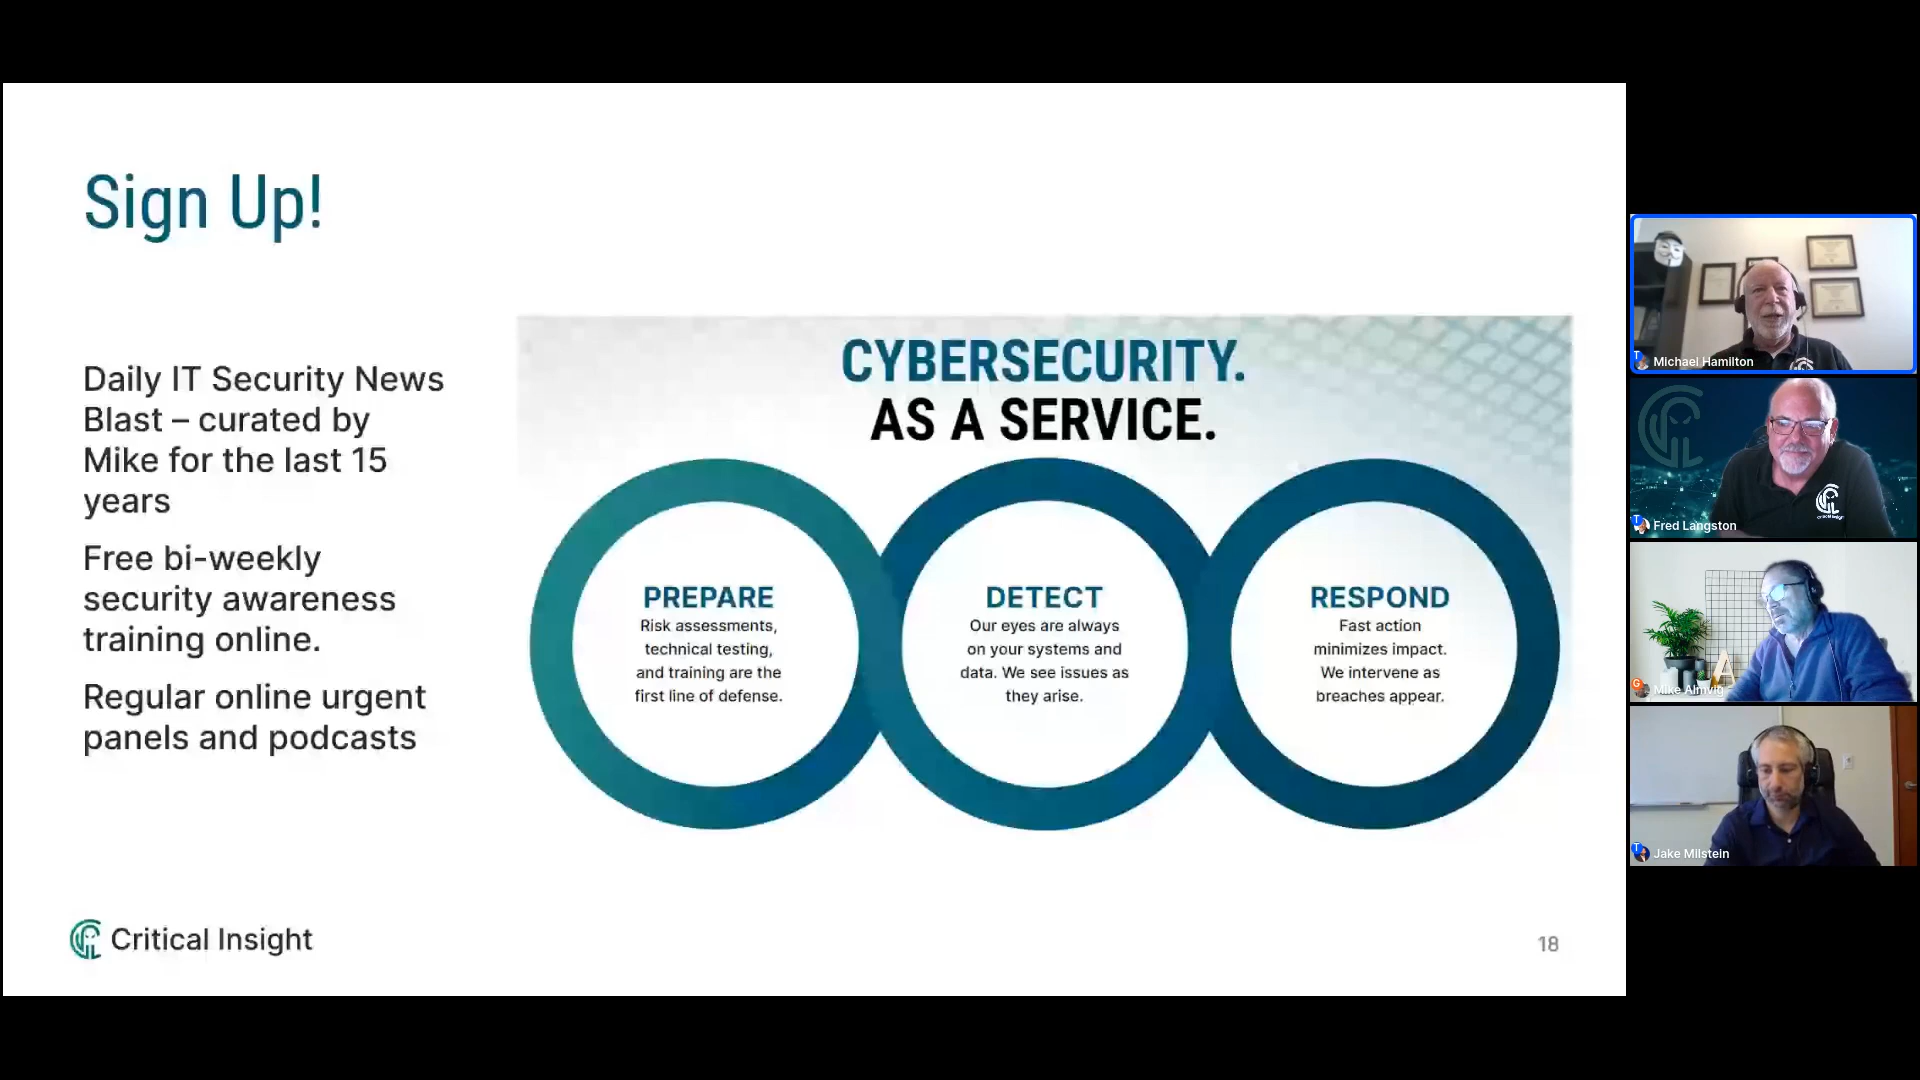 Sign Up!
Daily IT Security News
Blast – curated by
Mike for the last 15
years
Free bi-weekly
security awareness
training online.
Regular online urgent
panels and podcasts
CYBERSECURITY.
AS A SERVICE.
PREPARE
Risk assessments,
technical testing,
and training are the
first line of defense.
DETECT
Our eyes are always
on your systems and
data. We see issues as
they arise.
RESPOND
Fast action
minimizes impact.
We intervene as
breaches appear.
Critical Insight
18
Michael Hamilton
Fred Langston
Mike Almvig
Jake Milstein